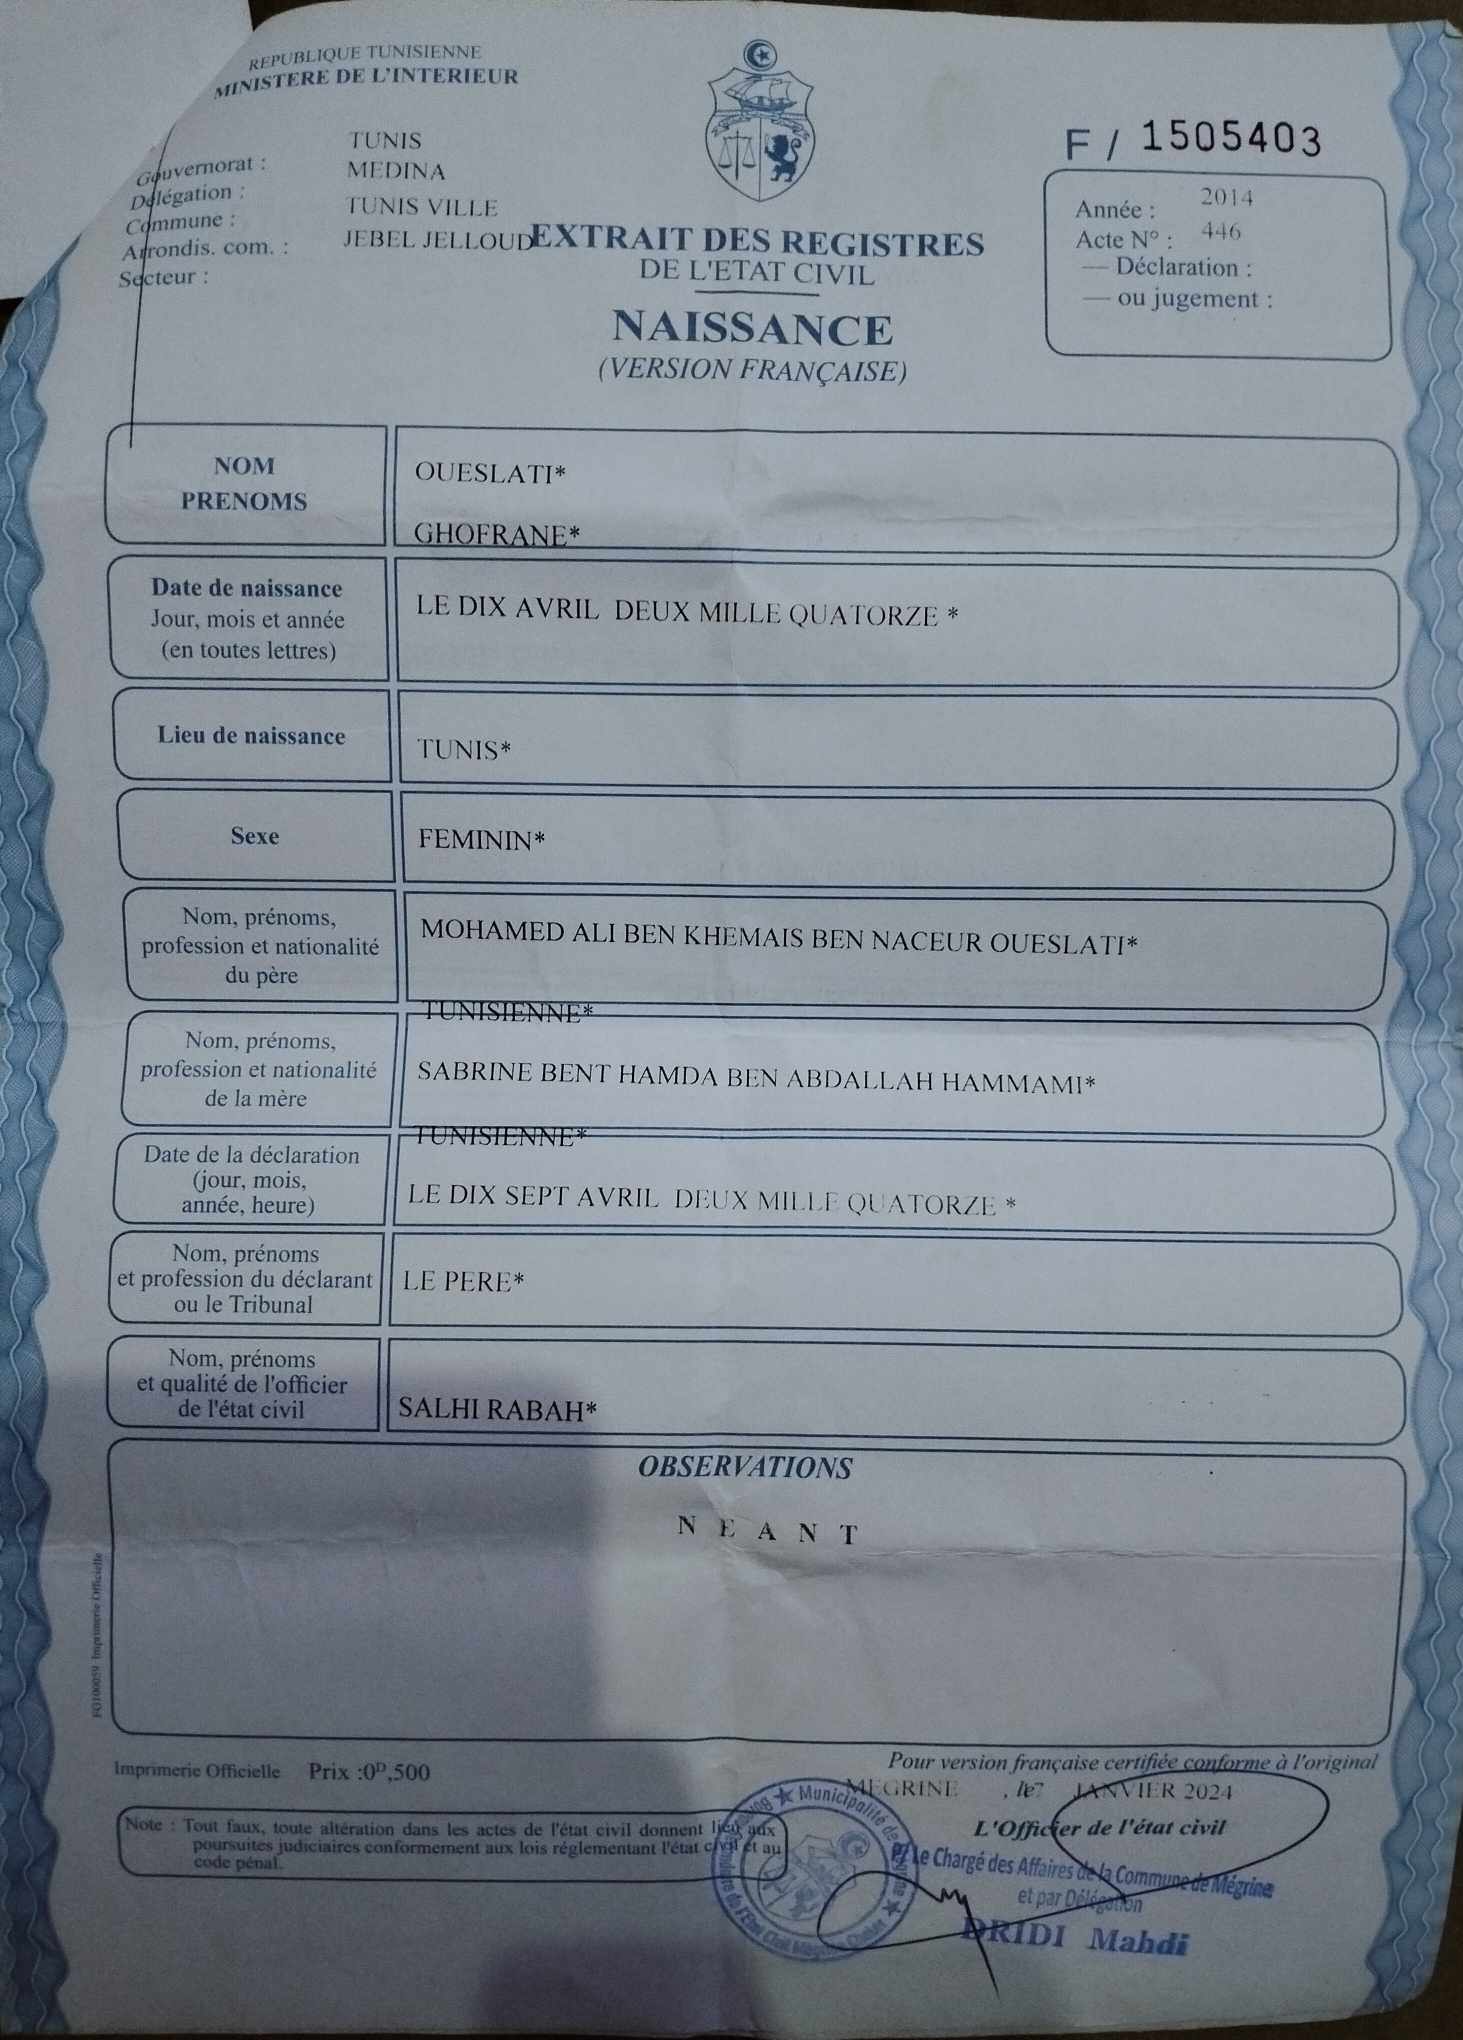 REPUBLIQUE TUNISIENNE
MINISTERE DE L'INTERIEUR
Gouvernorat : TUNIS
Délégation : MEDINA
Commune : TUNIS VILLE
Arrondis. com. : JEBEL JELLOUD
Secteur :
F / 1505403
Année : 2014
Acte N° : 446
— Déclaration :
— ou jugement :
EXTRAIT DES REGISTRES
DE L'ETAT CIVIL
NAISSANCE
(VERSION FRANÇAISE)
NOM
PRENOMS
OUESLATI*
GHOFRANE*
Date de naissance
Jour, mois et année
(en toutes lettres)
LE DIX AVRIL DEUX MILLE QUATORZE *
Lieu de naissance
TUNIS*
Sexe
FEMININ*
Nom, prénoms,
profession et nationalité
du père
MOHAMED ALI BEN KHEMAIS BEN NACEUR OUESLATI*
TUNISIENNE*
Nom, prénoms,
profession et nationalité
de la mère
SABRINE BENT HAMDA BEN ABDALLAH HAMMAMI*
TUNISIENNE*
Date de la déclaration
(jour, mois,
année, heure)
LE DIX SEPT AVRIL DEUX MILLE QUATORZE *
Nom, prénoms
et profession du déclarant
ou le Tribunal
LE PERE*
Nom, prénoms
et qualité de l'officier
de l'état civil
SALHI RABAH*
OBSERVATIONS
N E A N T
FG100059 Imprimerie Officielle
Imprimerie Officielle Prix :0ᴰ,500
Note : Tout faux, toute altération dans les actes de l'état civil donnent lieu aux
poursuites judiciaires conformement aux lois réglementant l'état civil et au
code pénal.
Pour version française certifiée conforme à l'original
MEGRINE , le 7 JANVIER 2024
L'Officier de l'état civil
P/ Le Chargé des Affaires de la Commune de Mégrine
et par Délégation
DRIDI Mahdi
Municipalité de
de l'Etat Civil Mégrine